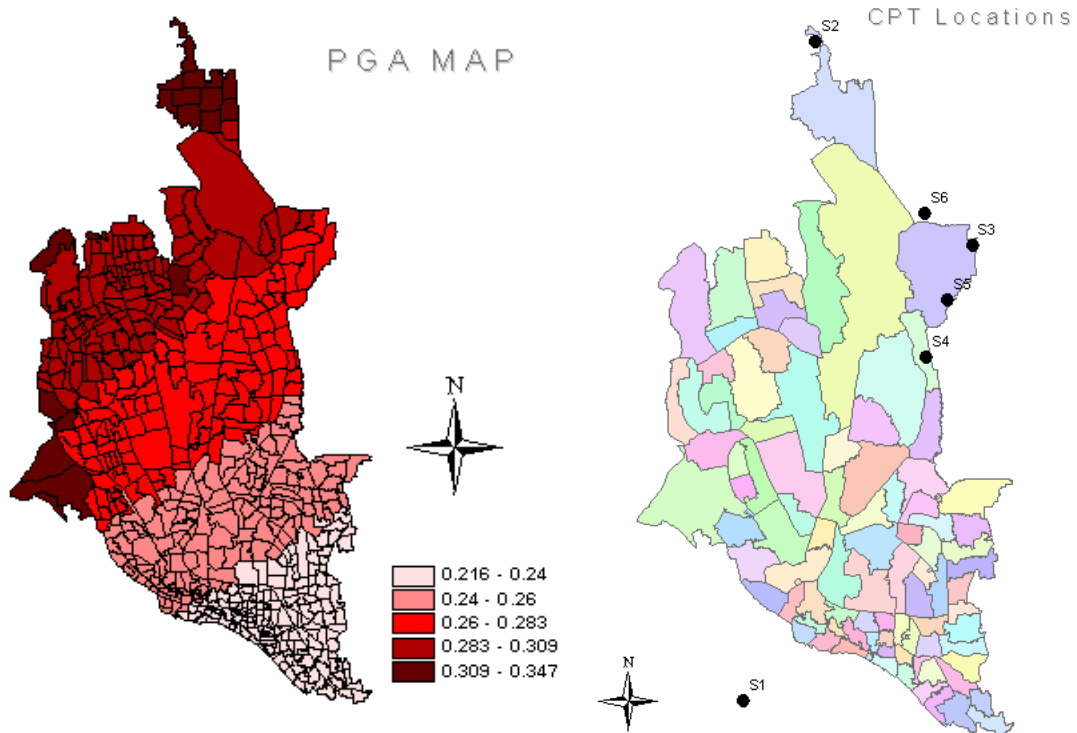 PGA MAP
N
0.216 - 0.24
0.24 - 0.26
0.26 - 0.283
0.283 - 0.309
0.309 - 0.347
CPT Locations
S2
S6
S3
S5
S4
N
S1